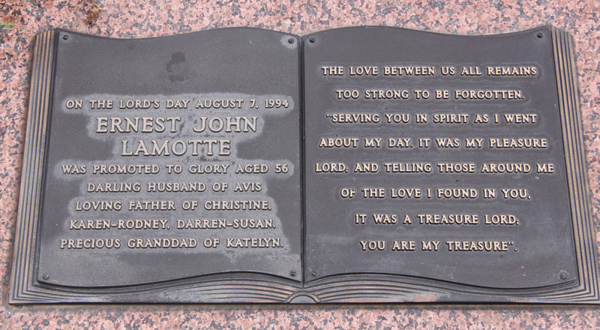 ON THE LORD'S DAY AUGUST 7, 1994
ERNEST JOHN
LAMOTTE
WAS PROMOTED TO GLORY AGED 56
DARLING HUSBAND OF AVIS
LOVING FATHER OF CHRISTINE,
KAREN-RODNEY, DARREN-SUSAN.
PRECIOUS GRANDDAD OF KATELYN.
THE LOVE BETWEEN US ALL REMAINS
TOO STRONG TO BE FORGOTTEN.
"SERVING YOU IN SPIRIT AS I WENT
ABOUT MY DAY, IT WAS MY PLEASURE
LORD; AND TELLING THOSE AROUND ME
OF THE LOVE I FOUND IN YOU,
IT WAS A TREASURE LORD;
YOU ARE MY TREASURE".